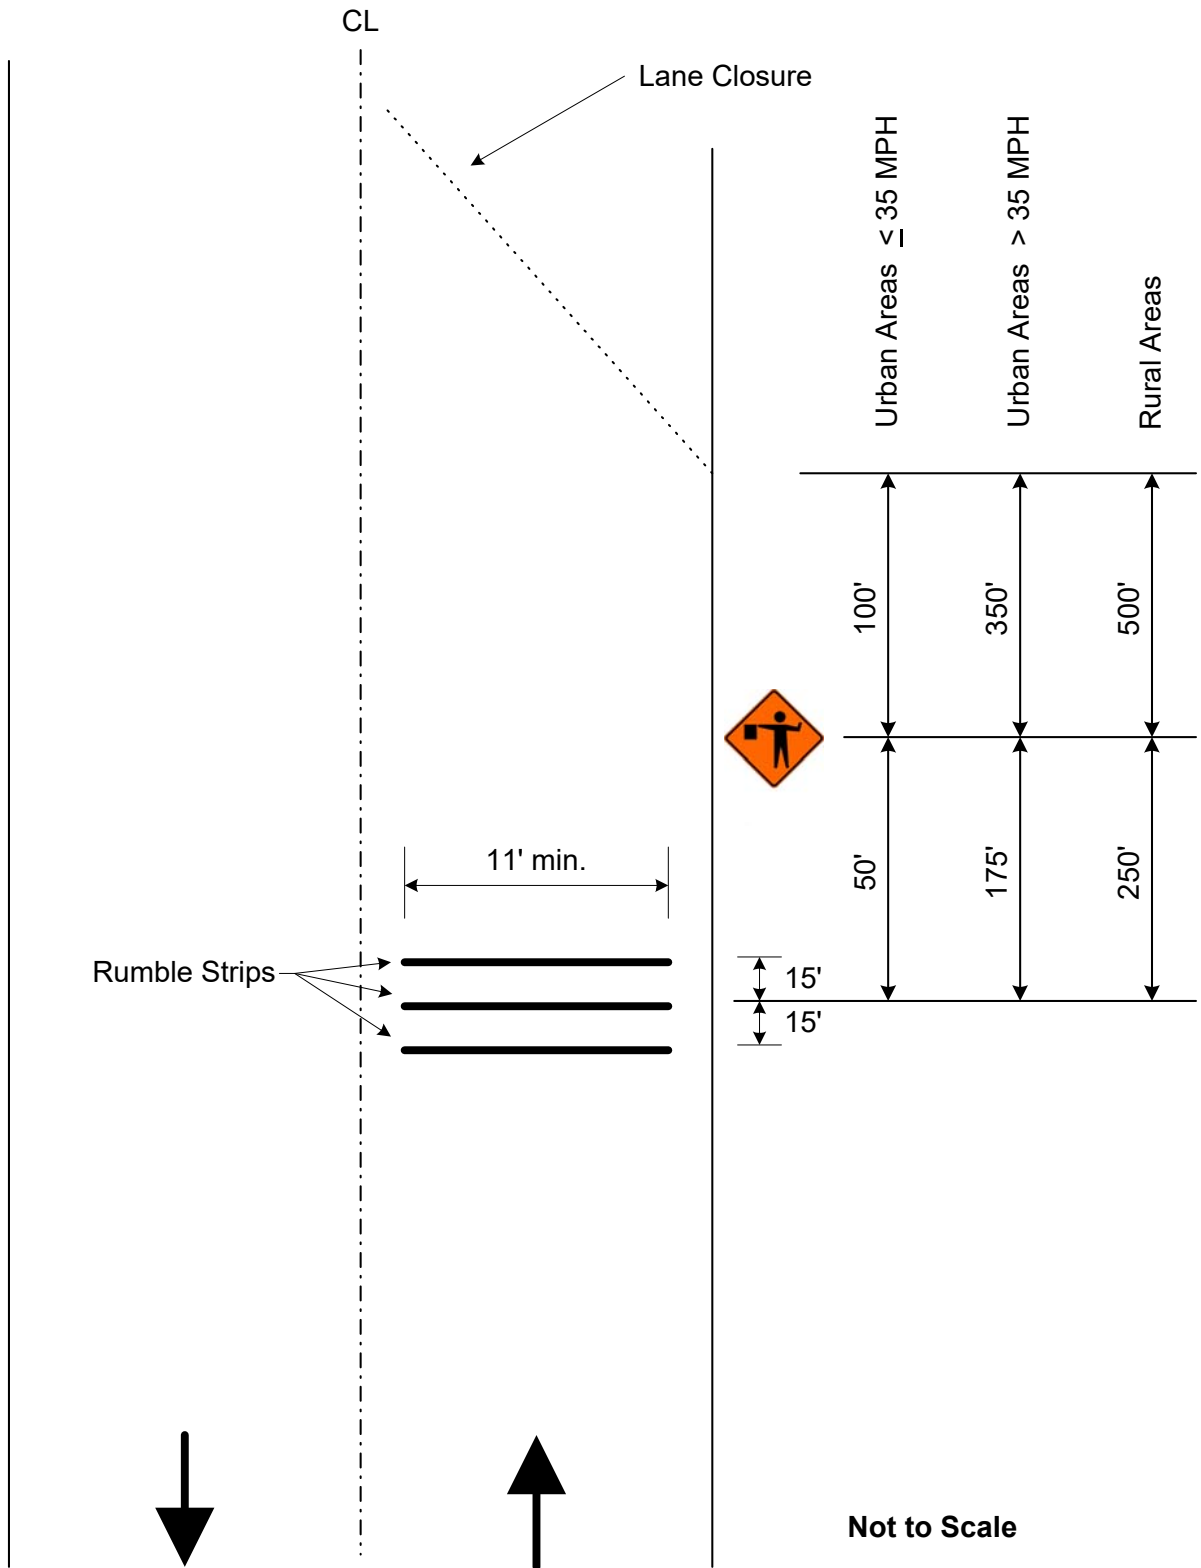 CL
Lane Closure
Urban Areas ≤ 35 MPH
Urban Areas > 35 MPH
Rural Areas
100'
350'
500'
11' min.
50'
175'
250'
Rumble Strips
15'
15'
Not to Scale